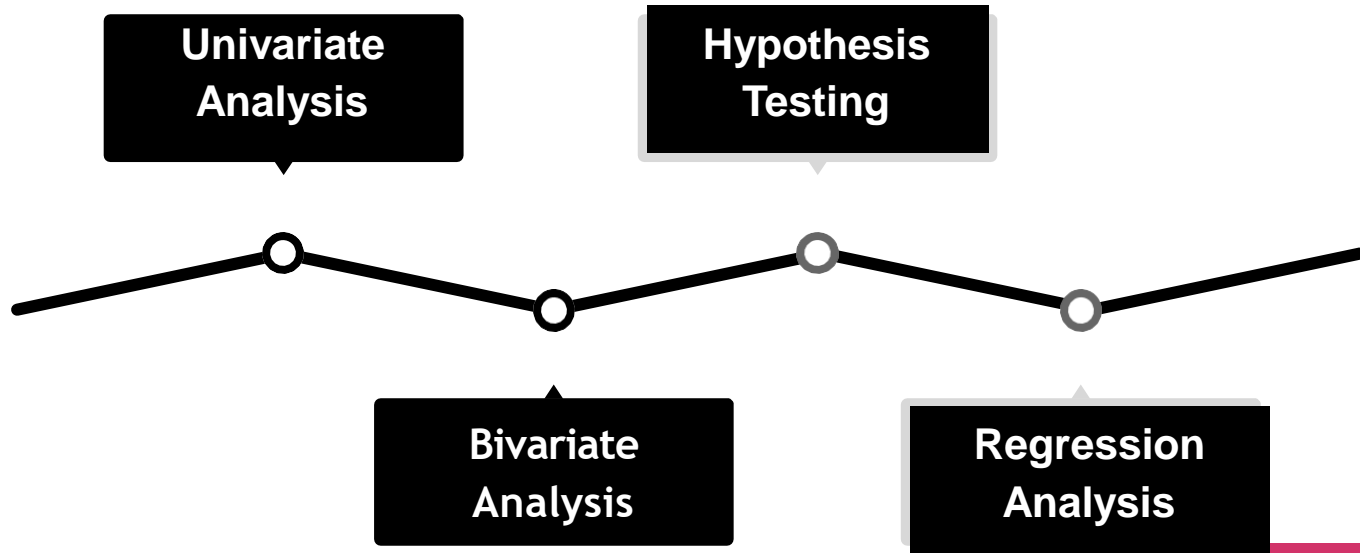 Univariate
Analysis
Hypothesis
Testing
Bivariate
Analysis
Regression
Analysis